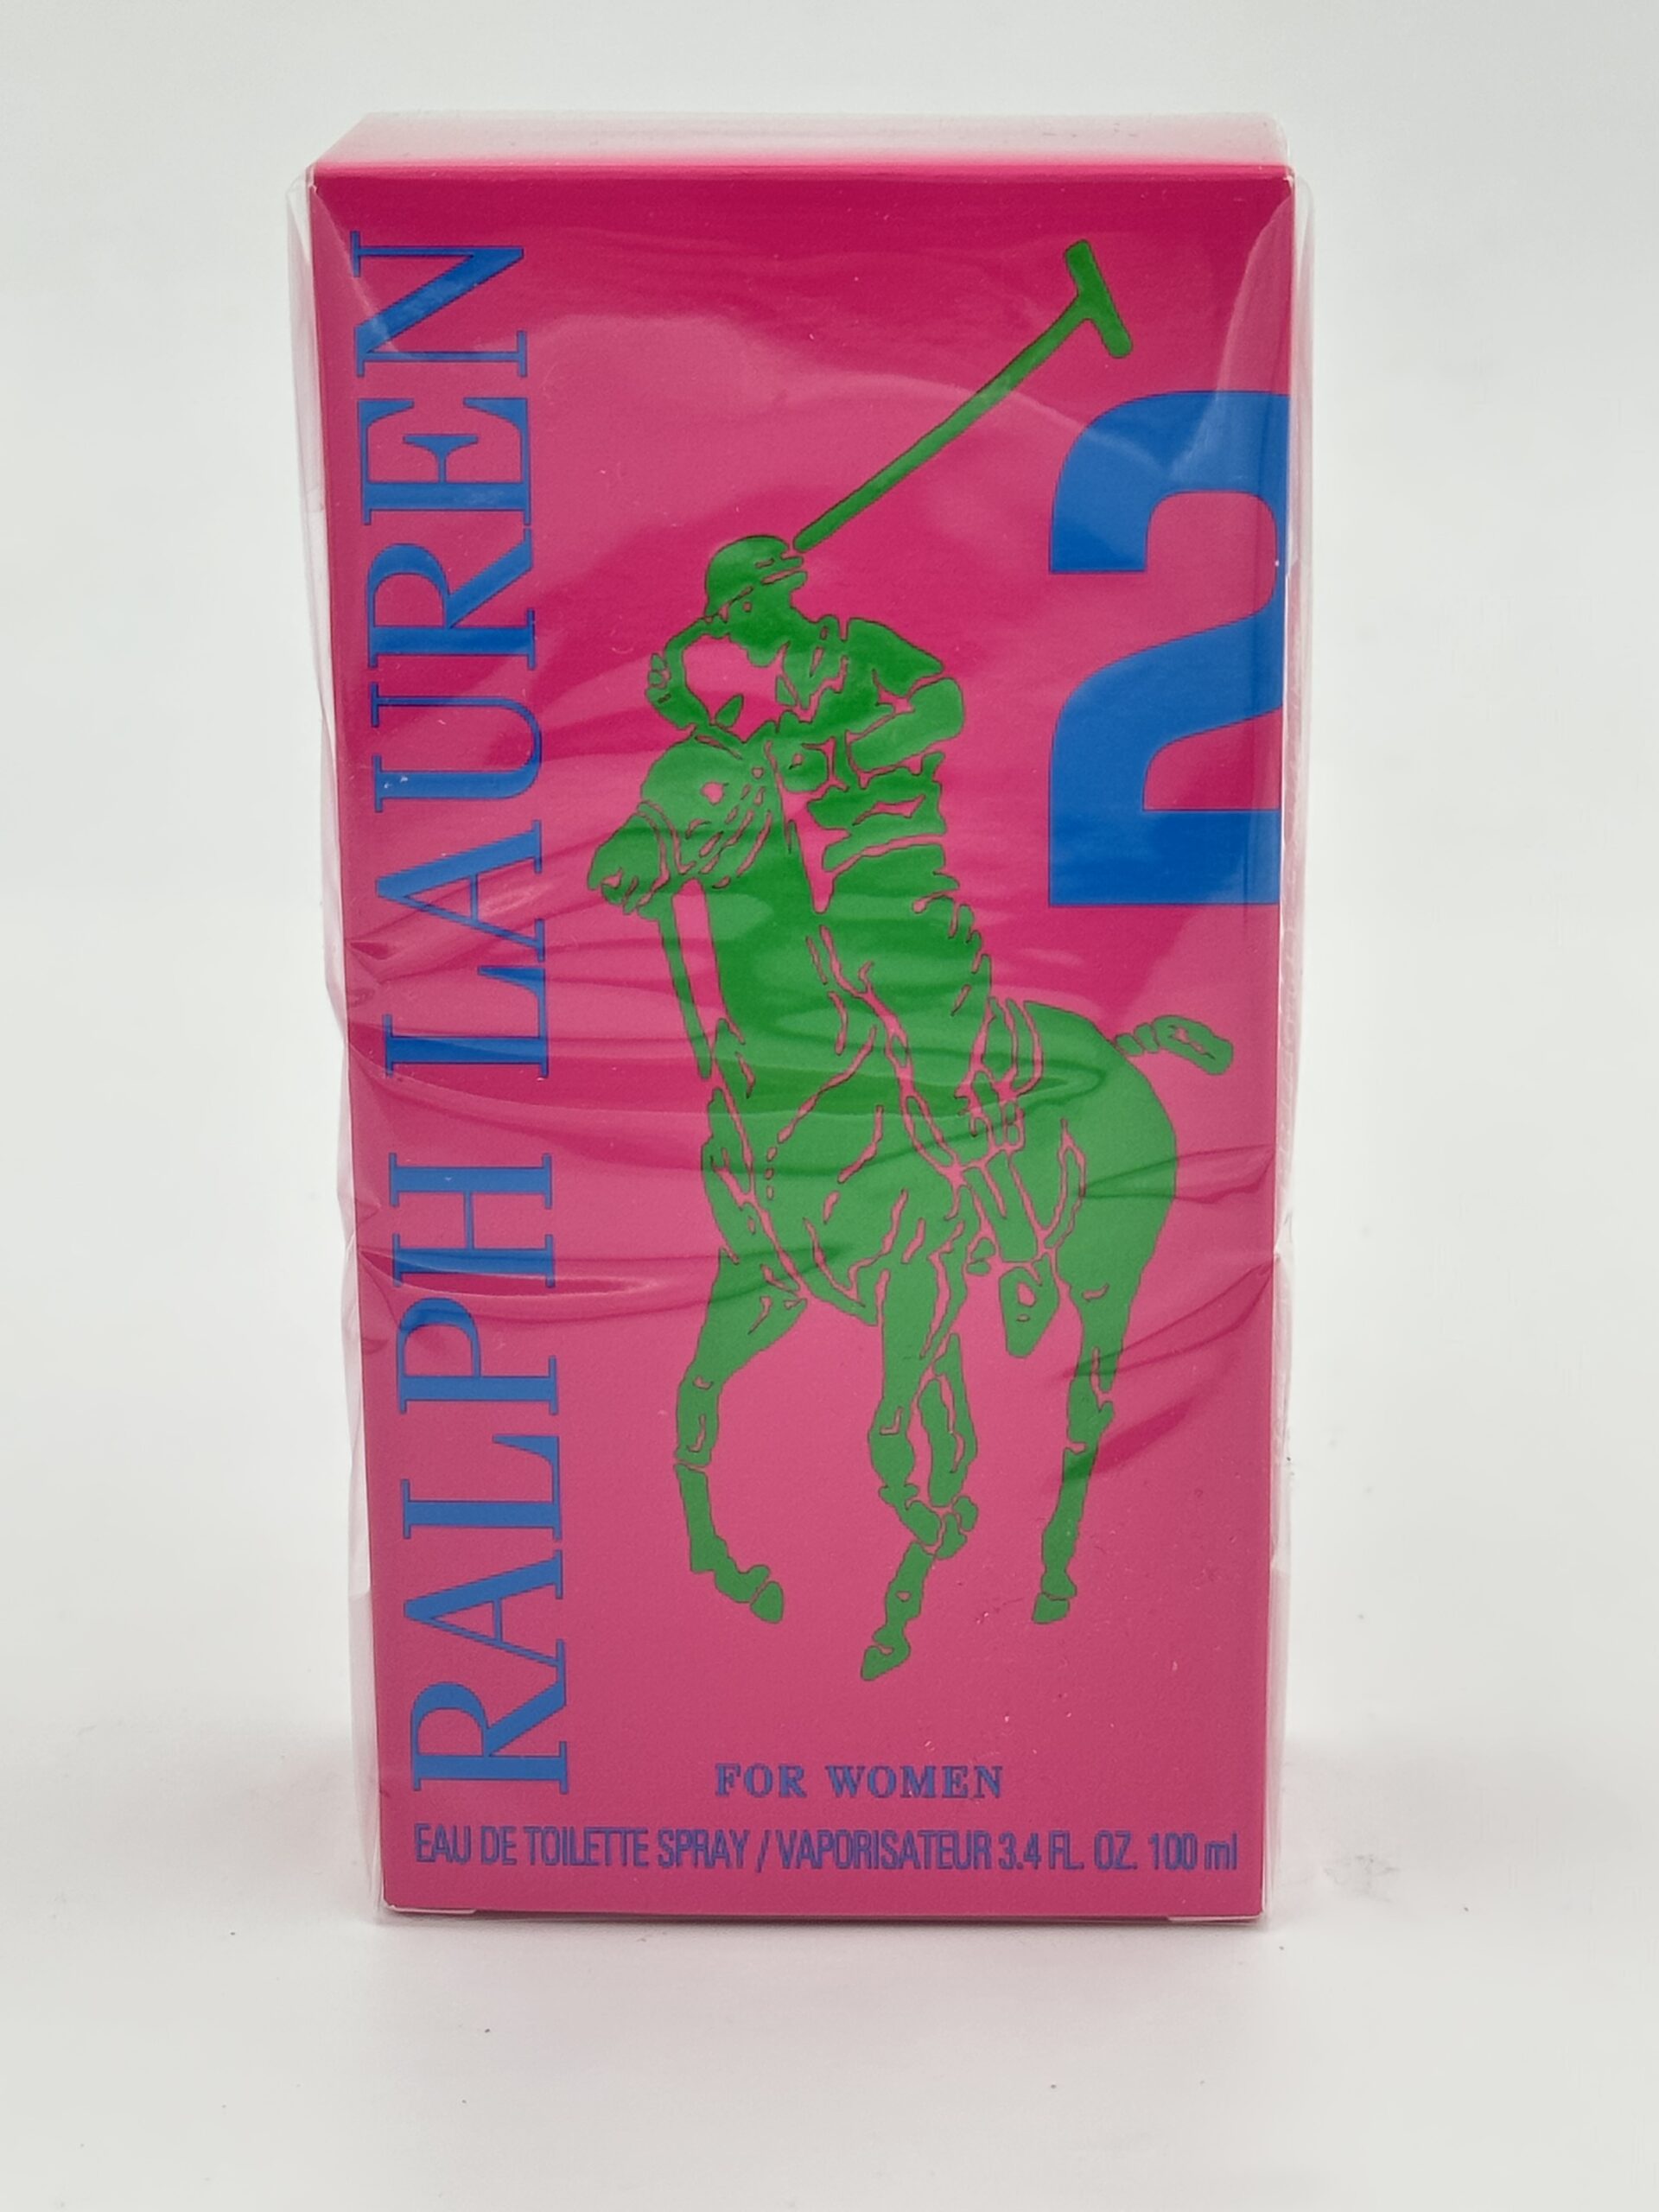 RALPH LAUREN
2
FOR WOMEN
EAU DE TOILETTE SPRAY / VAPORISATEUR 3.4 FL. OZ. 100 ml